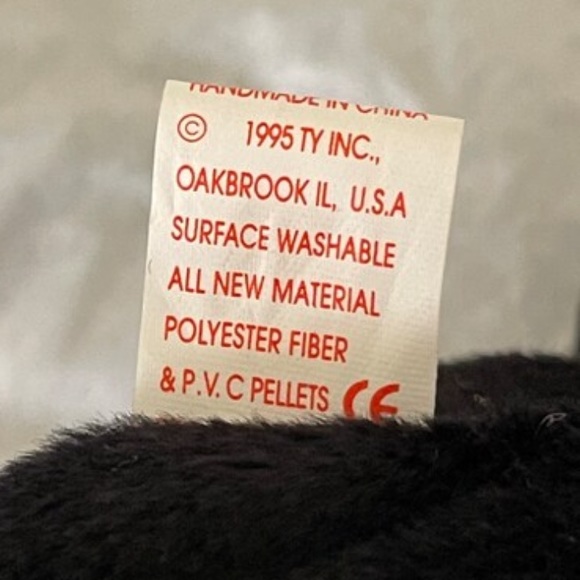 HANDMADE IN CHINA
© 1995 TY INC.,
OAKBROOK IL, U.S.A
SURFACE WASHABLE
ALL NEW MATERIAL
POLYESTER FIBER
& P.V.C PELLETS CE